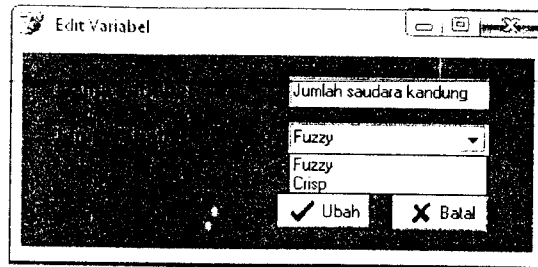 Edit Variabel
Jumlah saudara kandung
Fuzzy
Fuzzy
Crisp
Ubah
Batal